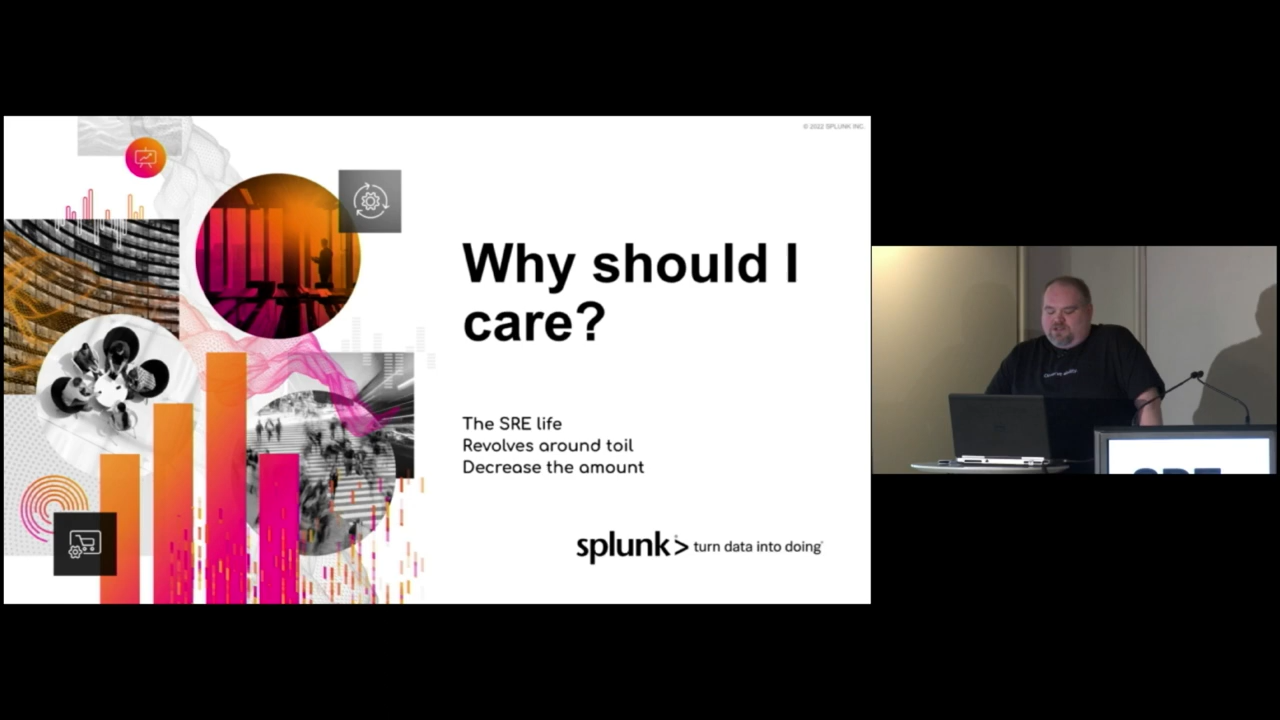 © 2022 SPLUNK INC.
Why should I
care?
The SRE life
Revolves around toil
Decrease the amount
splunk> turn data into doing